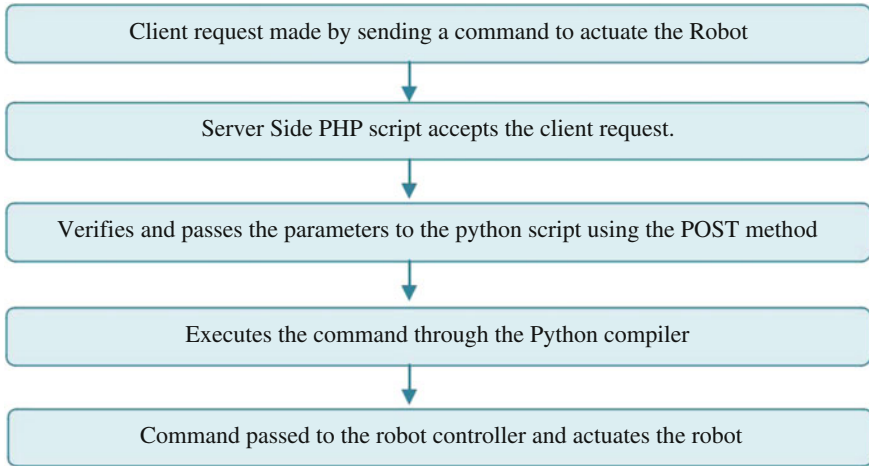 Client request made by sending a command to actuate the Robot
Server Side PHP script accepts the client request.
Verifies and passes the parameters to the python script using the POST method
Executes the command through the Python compiler
Command passed to the robot controller and actuates the robot